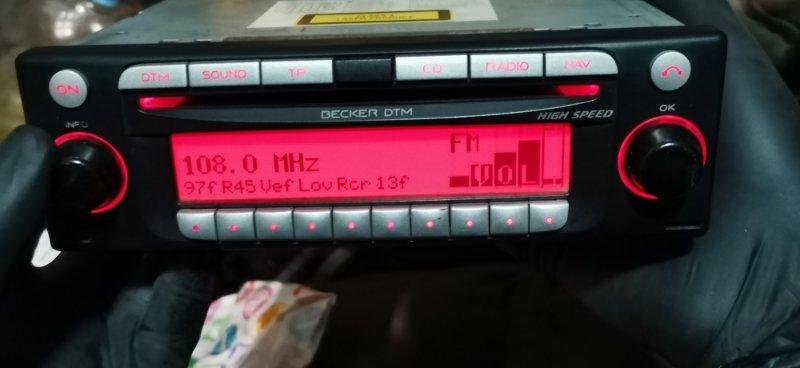 ON
DTM
SOUND
TP
CD
RADIO
NAV
BECKER DTM
HIGH SPEED
INFO
OK
FM
108.0 MHz
VOL
97f R45 Vef Lov Rcr 13f